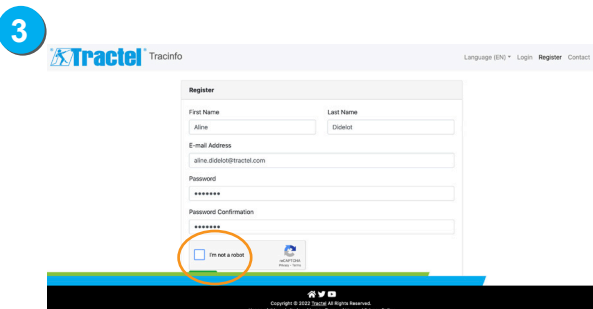 3
Tractel® Tracinfo
Language (EN) Login Register Contact
Register
First Name Last Name
Aline Didelot
E-mail Address
aline.didelot@tractel.com
Password
•••••••
Password Confirmation
•••••••
I'm not a robot
reCAPTCHA
Privacy - Terms
Copyright © 2022 Tractel All Rights Reserved.